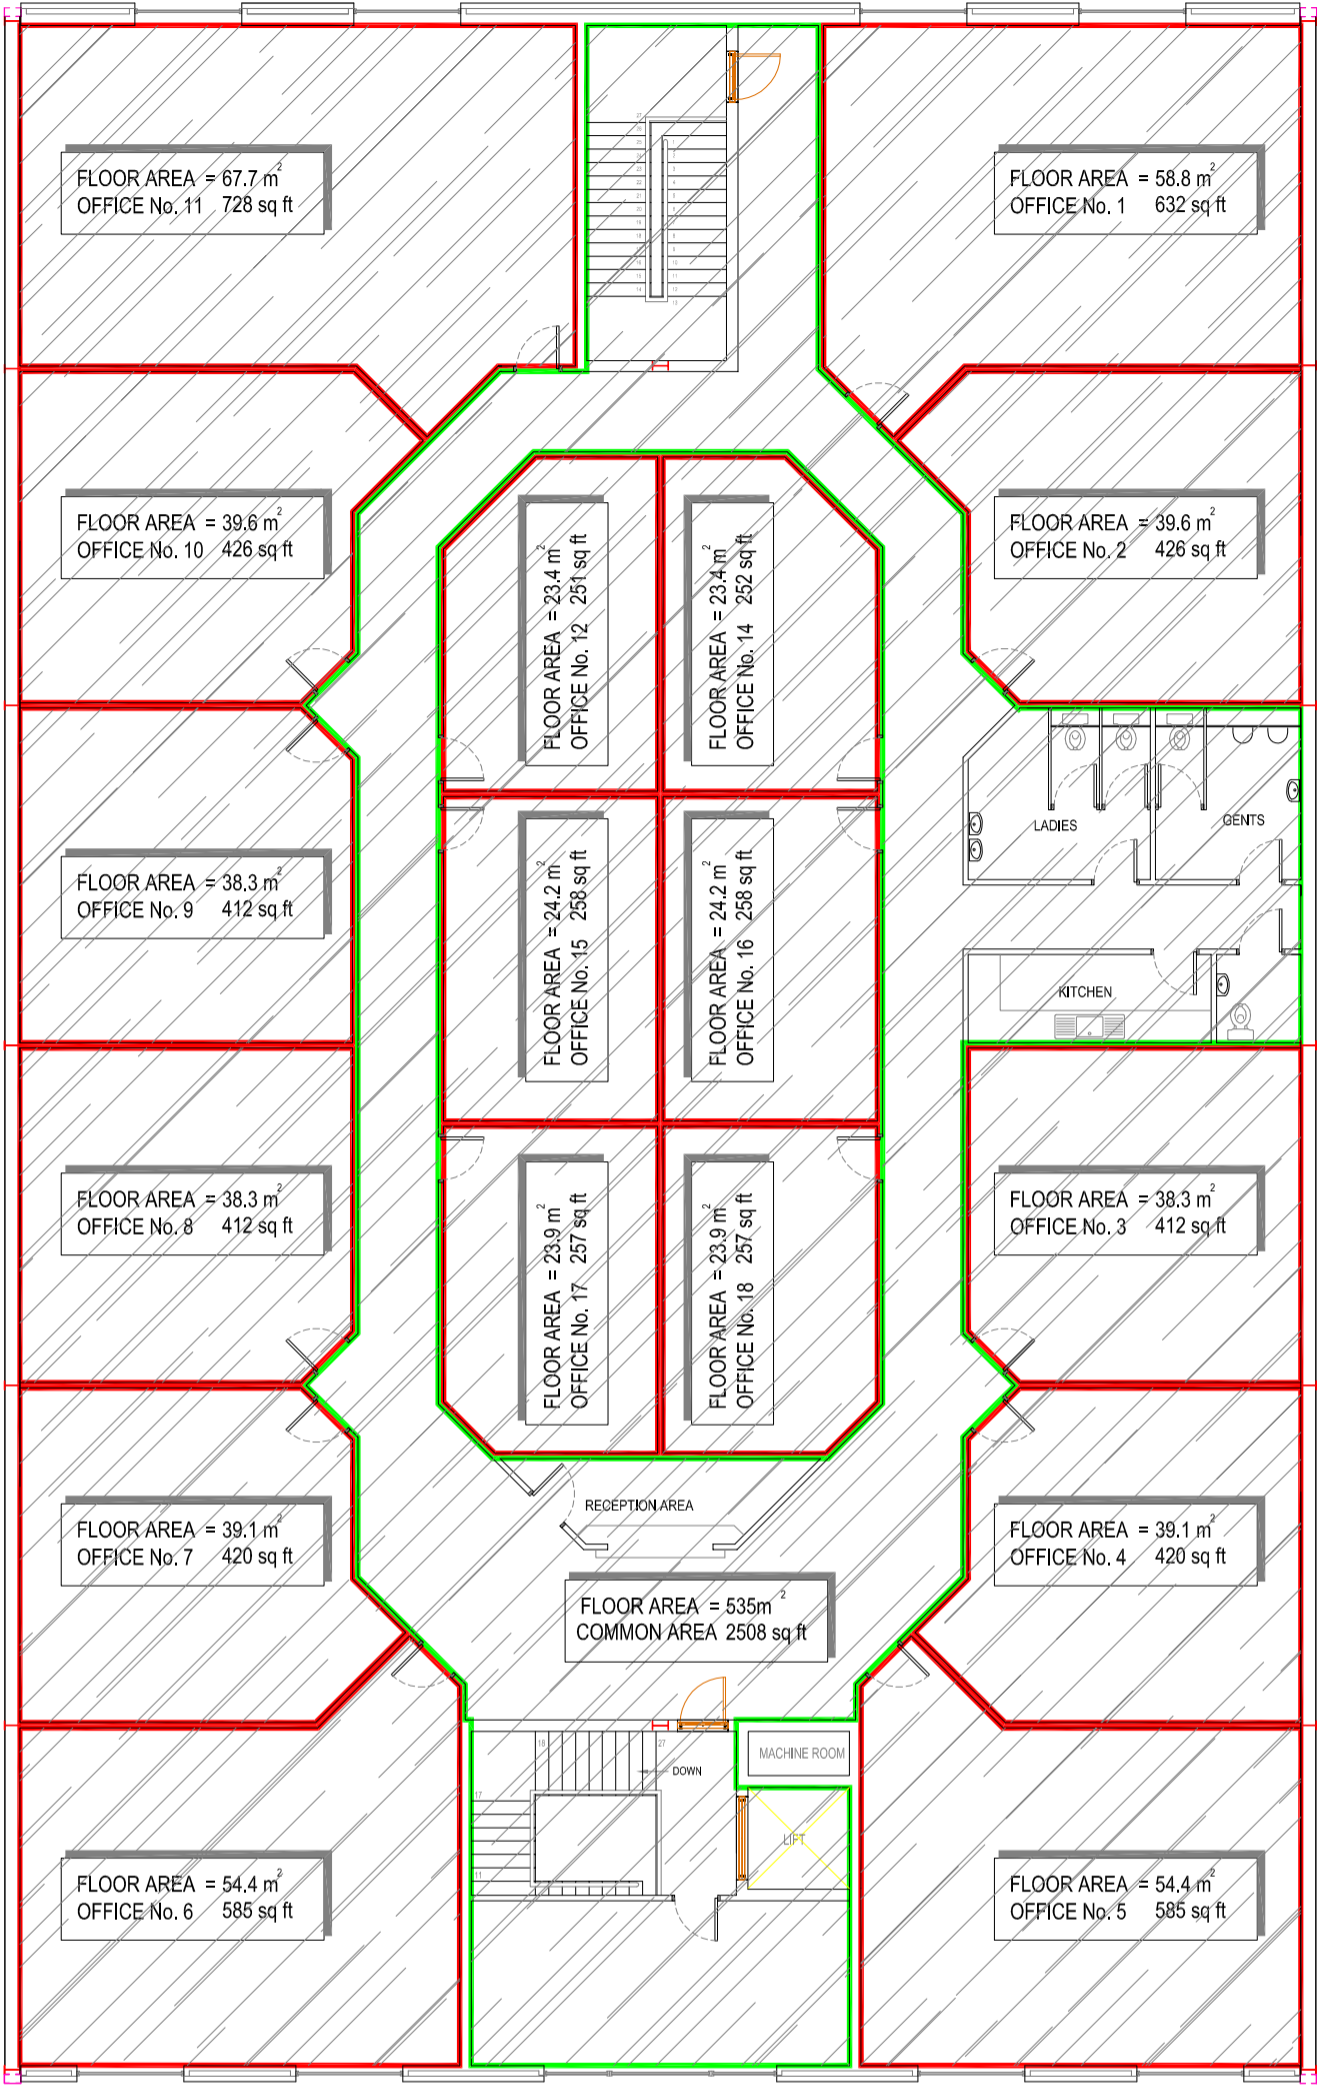 FLOOR AREA = 67.7 m²
OFFICE No. 11 728 sq ft
FLOOR AREA = 58.8 m²
OFFICE No. 1 632 sq ft
FLOOR AREA = 39.6 m²
OFFICE No. 10 426 sq ft
FLOOR AREA = 23.4 m²
OFFICE No. 12 251 sq ft
FLOOR AREA = 23.4 m²
OFFICE No. 14 252 sq ft
FLOOR AREA = 39.6 m²
OFFICE No. 2 426 sq ft
LADIES
GENTS
FLOOR AREA = 38.3 m²
OFFICE No. 9 412 sq ft
FLOOR AREA = 24.2 m²
OFFICE No. 15 258 sq ft
FLOOR AREA = 24.2 m²
OFFICE No. 16 258 sq ft
KITCHEN
FLOOR AREA = 38.3 m²
OFFICE No. 8 412 sq ft
FLOOR AREA = 23.9 m²
OFFICE No. 17 257 sq ft
FLOOR AREA = 23.9 m²
OFFICE No. 18 257 sq ft
FLOOR AREA = 38.3 m²
OFFICE No. 3 412 sq ft
RECEPTION AREA
FLOOR AREA = 39.1 m²
OFFICE No. 7 420 sq ft
FLOOR AREA = 39.1 m²
OFFICE No. 4 420 sq ft
FLOOR AREA = 535m²
COMMON AREA 2508 sq ft
18
27
DOWN
MACHINE ROOM
17
LIFT
11
FLOOR AREA = 54.4 m²
OFFICE No. 6 585 sq ft
FLOOR AREA = 54.4 m²
OFFICE No. 5 585 sq ft